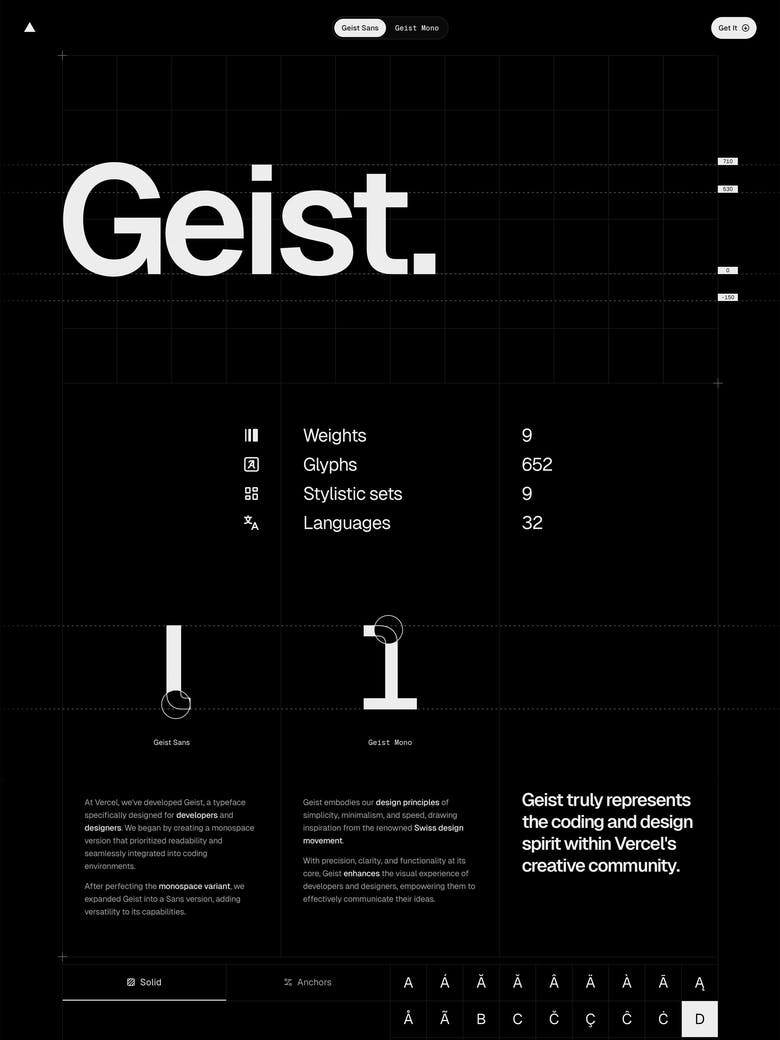 Geist Sans
Geist Mono
Get It
710
530
Geist.
0
-150
Weights 9
Glyphs 652
Stylistic sets 9
Languages 32
Geist Sans
Geist Mono
At Vercel, we've developed Geist, a typeface
specifically designed for developers and
designers. We began by creating a monospace
version that prioritized readability and
seamlessly integrated into coding
environments.
After perfecting the monospace variant, we
expanded Geist into a Sans version, adding
versatility to its capabilities.
Geist embodies our design principles of
simplicity, minimalism, and speed, drawing
inspiration from the renowned Swiss design
movement.
With precision, clarity, and functionality at its
core, Geist enhances the visual experience of
developers and designers, empowering them to
effectively communicate their ideas.
Geist truly represents
the coding and design
spirit within Vercel's
creative community.
Solid
Anchors
A Á Ă Ǎ Â Ä À Ā Ą
Å Ã B C Č Ç Ĉ Ċ D